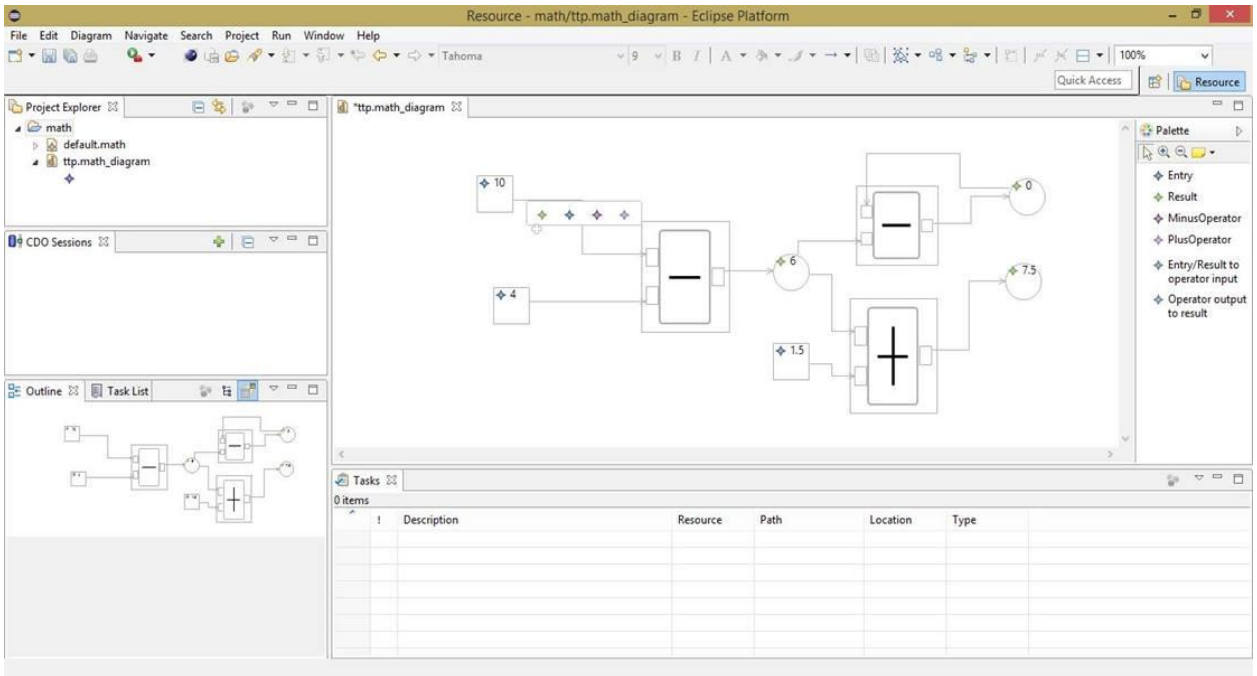 Resource - math/ttp.math_diagram - Eclipse Platform
File Edit Diagram Navigate Search Project Run Window Help
Tahoma 9 B I A 100%
Quick Access Resource
Project Explorer
math
default.math
ttp.math_diagram
CDO Sessions
Outline Task List
*ttp.math_diagram
10
4
6
1.5
0
7.5
Palette
Entry
Result
MinusOperator
PlusOperator
Entry/Result to
operator input
Operator output
to result
Tasks
0 items
! Description Resource Path Location Type